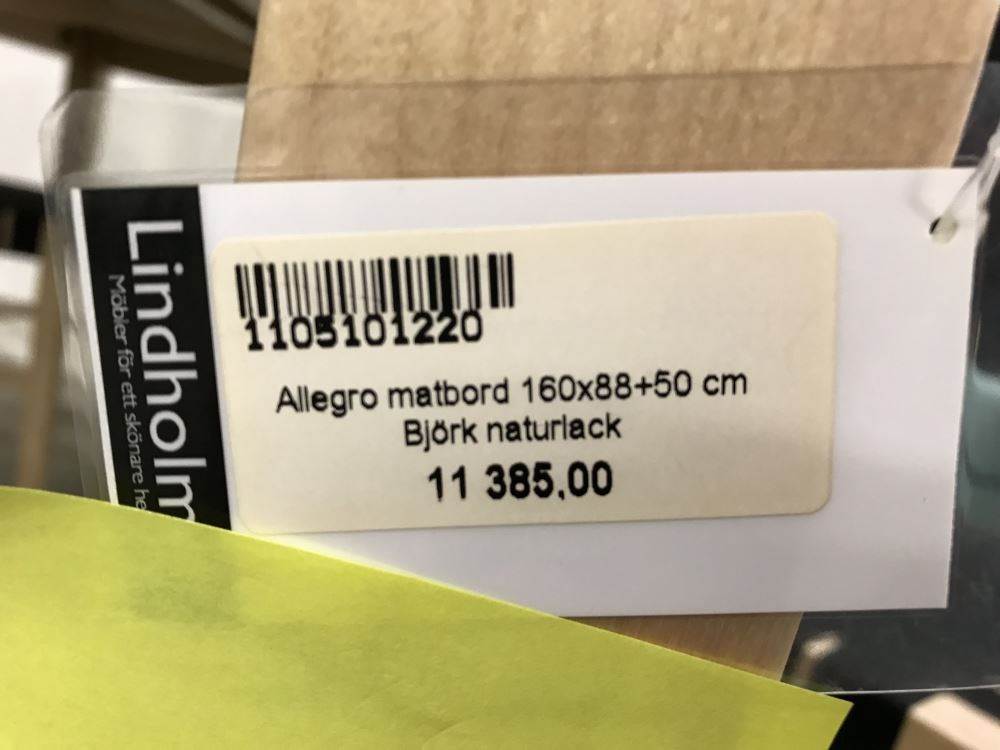 Lindholm
Möbler för ett skönare he
1105101220
Allegro matbord 160x88+50 cm
Björk naturlack
11 385,00